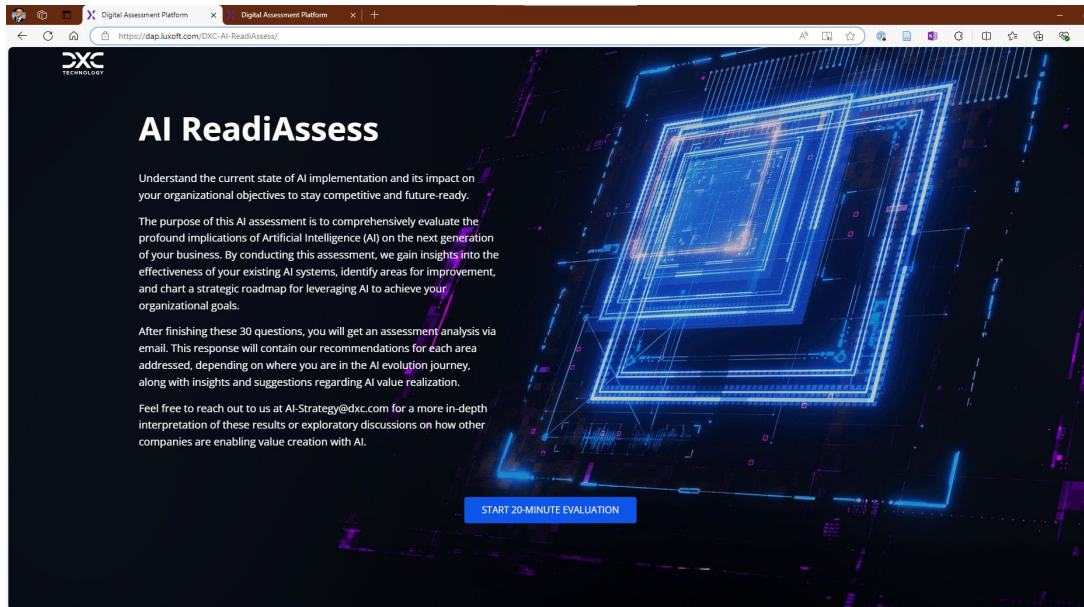 Digital Assessment Platform
Digital Assessment Platform
https://dap.luxoft.com/DXC-AI-ReadiAssess/
DXC
TECHNOLOGY
AI ReadiAssess
Understand the current state of AI implementation and its impact on
your organizational objectives to stay competitive and future-ready.
The purpose of this AI assessment is to comprehensively evaluate the
profound implications of Artificial Intelligence (AI) on the next generation
of your business. By conducting this assessment, we gain insights into the
effectiveness of your existing AI systems, identify areas for improvement,
and chart a strategic roadmap for leveraging AI to achieve your
organizational goals.
After finishing these 30 questions, you will get an assessment analysis via
email. This response will contain our recommendations for each area
addressed, depending on where you are in the AI evolution journey,
along with insights and suggestions regarding AI value realization.
Feel free to reach out to us at AI-Strategy@dxc.com for a more in-depth
interpretation of these results or exploratory discussions on how other
companies are enabling value creation with AI.
START 20-MINUTE EVALUATION